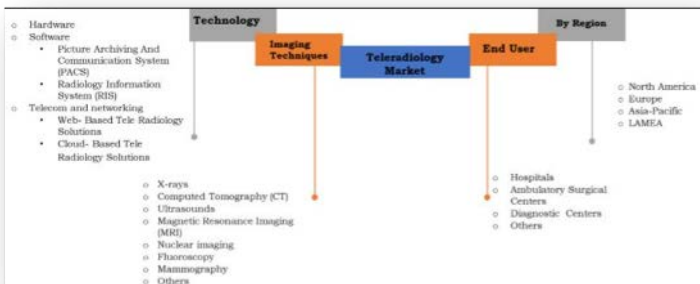 Technology
Hardware
Software
Picture Archiving And
Communication System
(PACS)
Radiology Information
System (RIS)
Telecom and networking
Web- Based Tele Radiology
Solutions
Cloud- Based Tele
Radiology Solutions
Imaging
Techniques
X-rays
Computed Tomography (CT)
Ultrasounds
Magnetic Resonance Imaging
(MRI)
Nuclear imaging
Fluoroscopy
Mammography
Others
Teleradiology
Market
End User
Hospitals
Ambulatory Surgical
Centers
Diagnostic Centers
Others
By Region
North America
Europe
Asia-Pacific
LAMEA